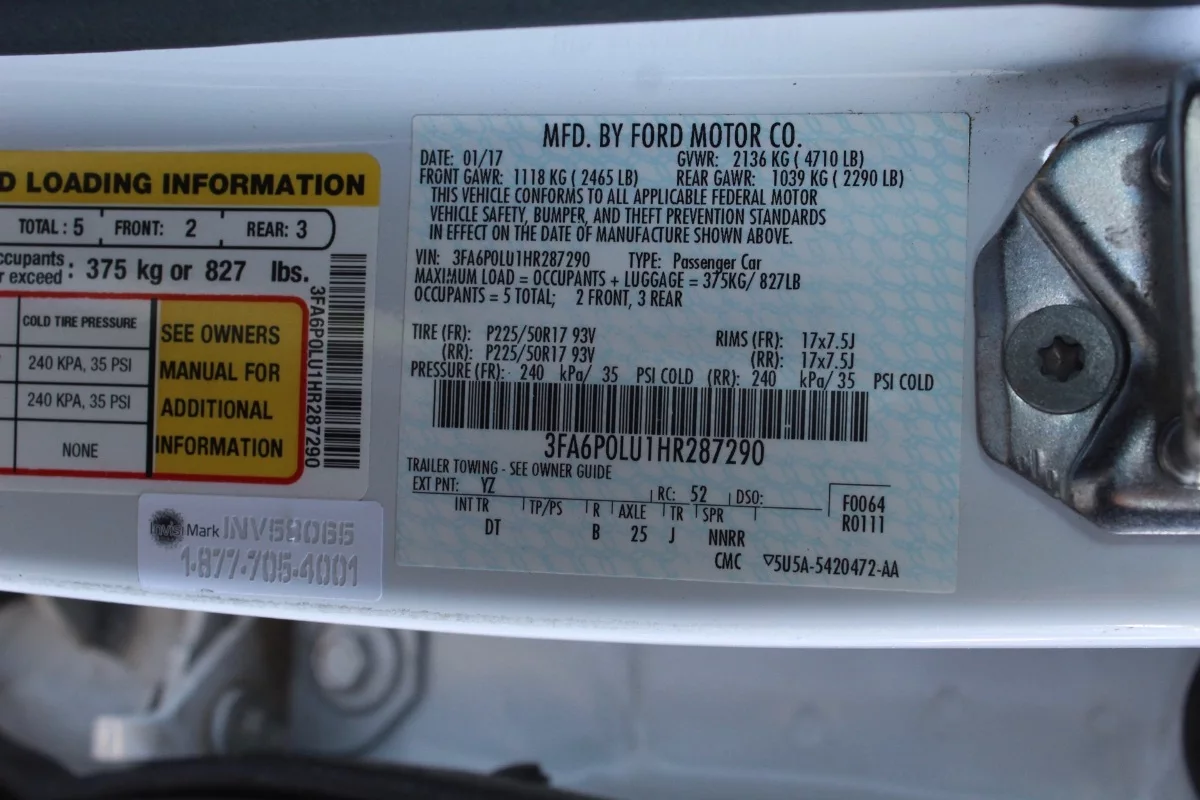 D LOADING INFORMATION
TOTAL : 5 FRONT: 2 REAR: 3
ccupants
r exceed : 375 kg or 827 lbs.
COLD TIRE PRESSURE
240 KPA, 35 PSI
240 KPA, 35 PSI
NONE
SEE OWNERS
MANUAL FOR
ADDITIONAL
INFORMATION
3FA6P0LU1HR287290
Mark
1-877-705-4001
MFD. BY FORD MOTOR CO.
DATE: 01/17 GVWR: 2136 KG ( 4710 LB)
FRONT GAWR: 1118 KG ( 2465 LB) REAR GAWR: 1039 KG ( 2290 LB)
THIS VEHICLE CONFORMS TO ALL APPLICABLE FEDERAL MOTOR
VEHICLE SAFETY, BUMPER, AND THEFT PREVENTION STANDARDS
IN EFFECT ON THE DATE OF MANUFACTURE SHOWN ABOVE.
VIN: 3FA6P0LU1HR287290 TYPE: Passenger Car
MAXIMUM LOAD = OCCUPANTS + LUGGAGE = 375KG/ 827LB
OCCUPANTS = 5 TOTAL; 2 FRONT, 3 REAR
TIRE (FR): P225/50R17 93V RIMS (FR): 17x7.5J
(RR): P225/50R17 93V (RR): 17x7.5J
PRESSURE (FR): 240 kPa/ 35 PSI COLD (RR): 240 kPa/ 35 PSI COLD
3FA6P0LU1HR287290
TRAILER TOWING - SEE OWNER GUIDE
EXT PNT: YZ RC: 52 DSO:
INT TR TP/PS R AXLE TR SPR
DT B 25 J NNRR
F0064
R0111
CMC ▽5U5A-5420472-AA